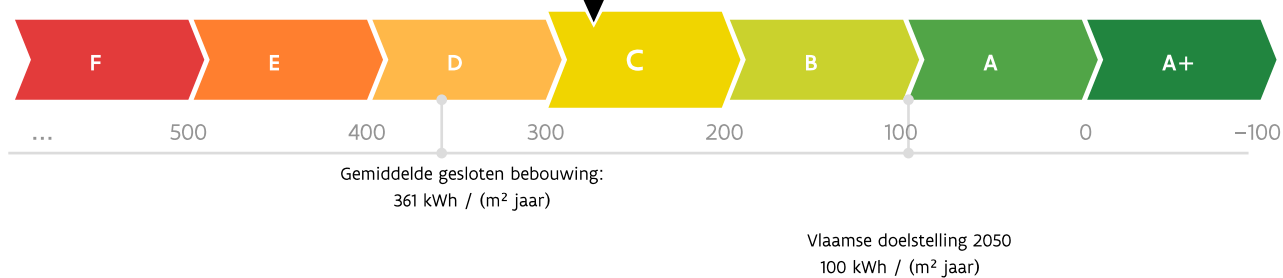 F E D C B A A+
... 500 400 300 200 100 0 −100
Gemiddelde gesloten bebouwing:
361 kWh / (m² jaar)
Vlaamse doelstelling 2050
100 kWh / (m² jaar)